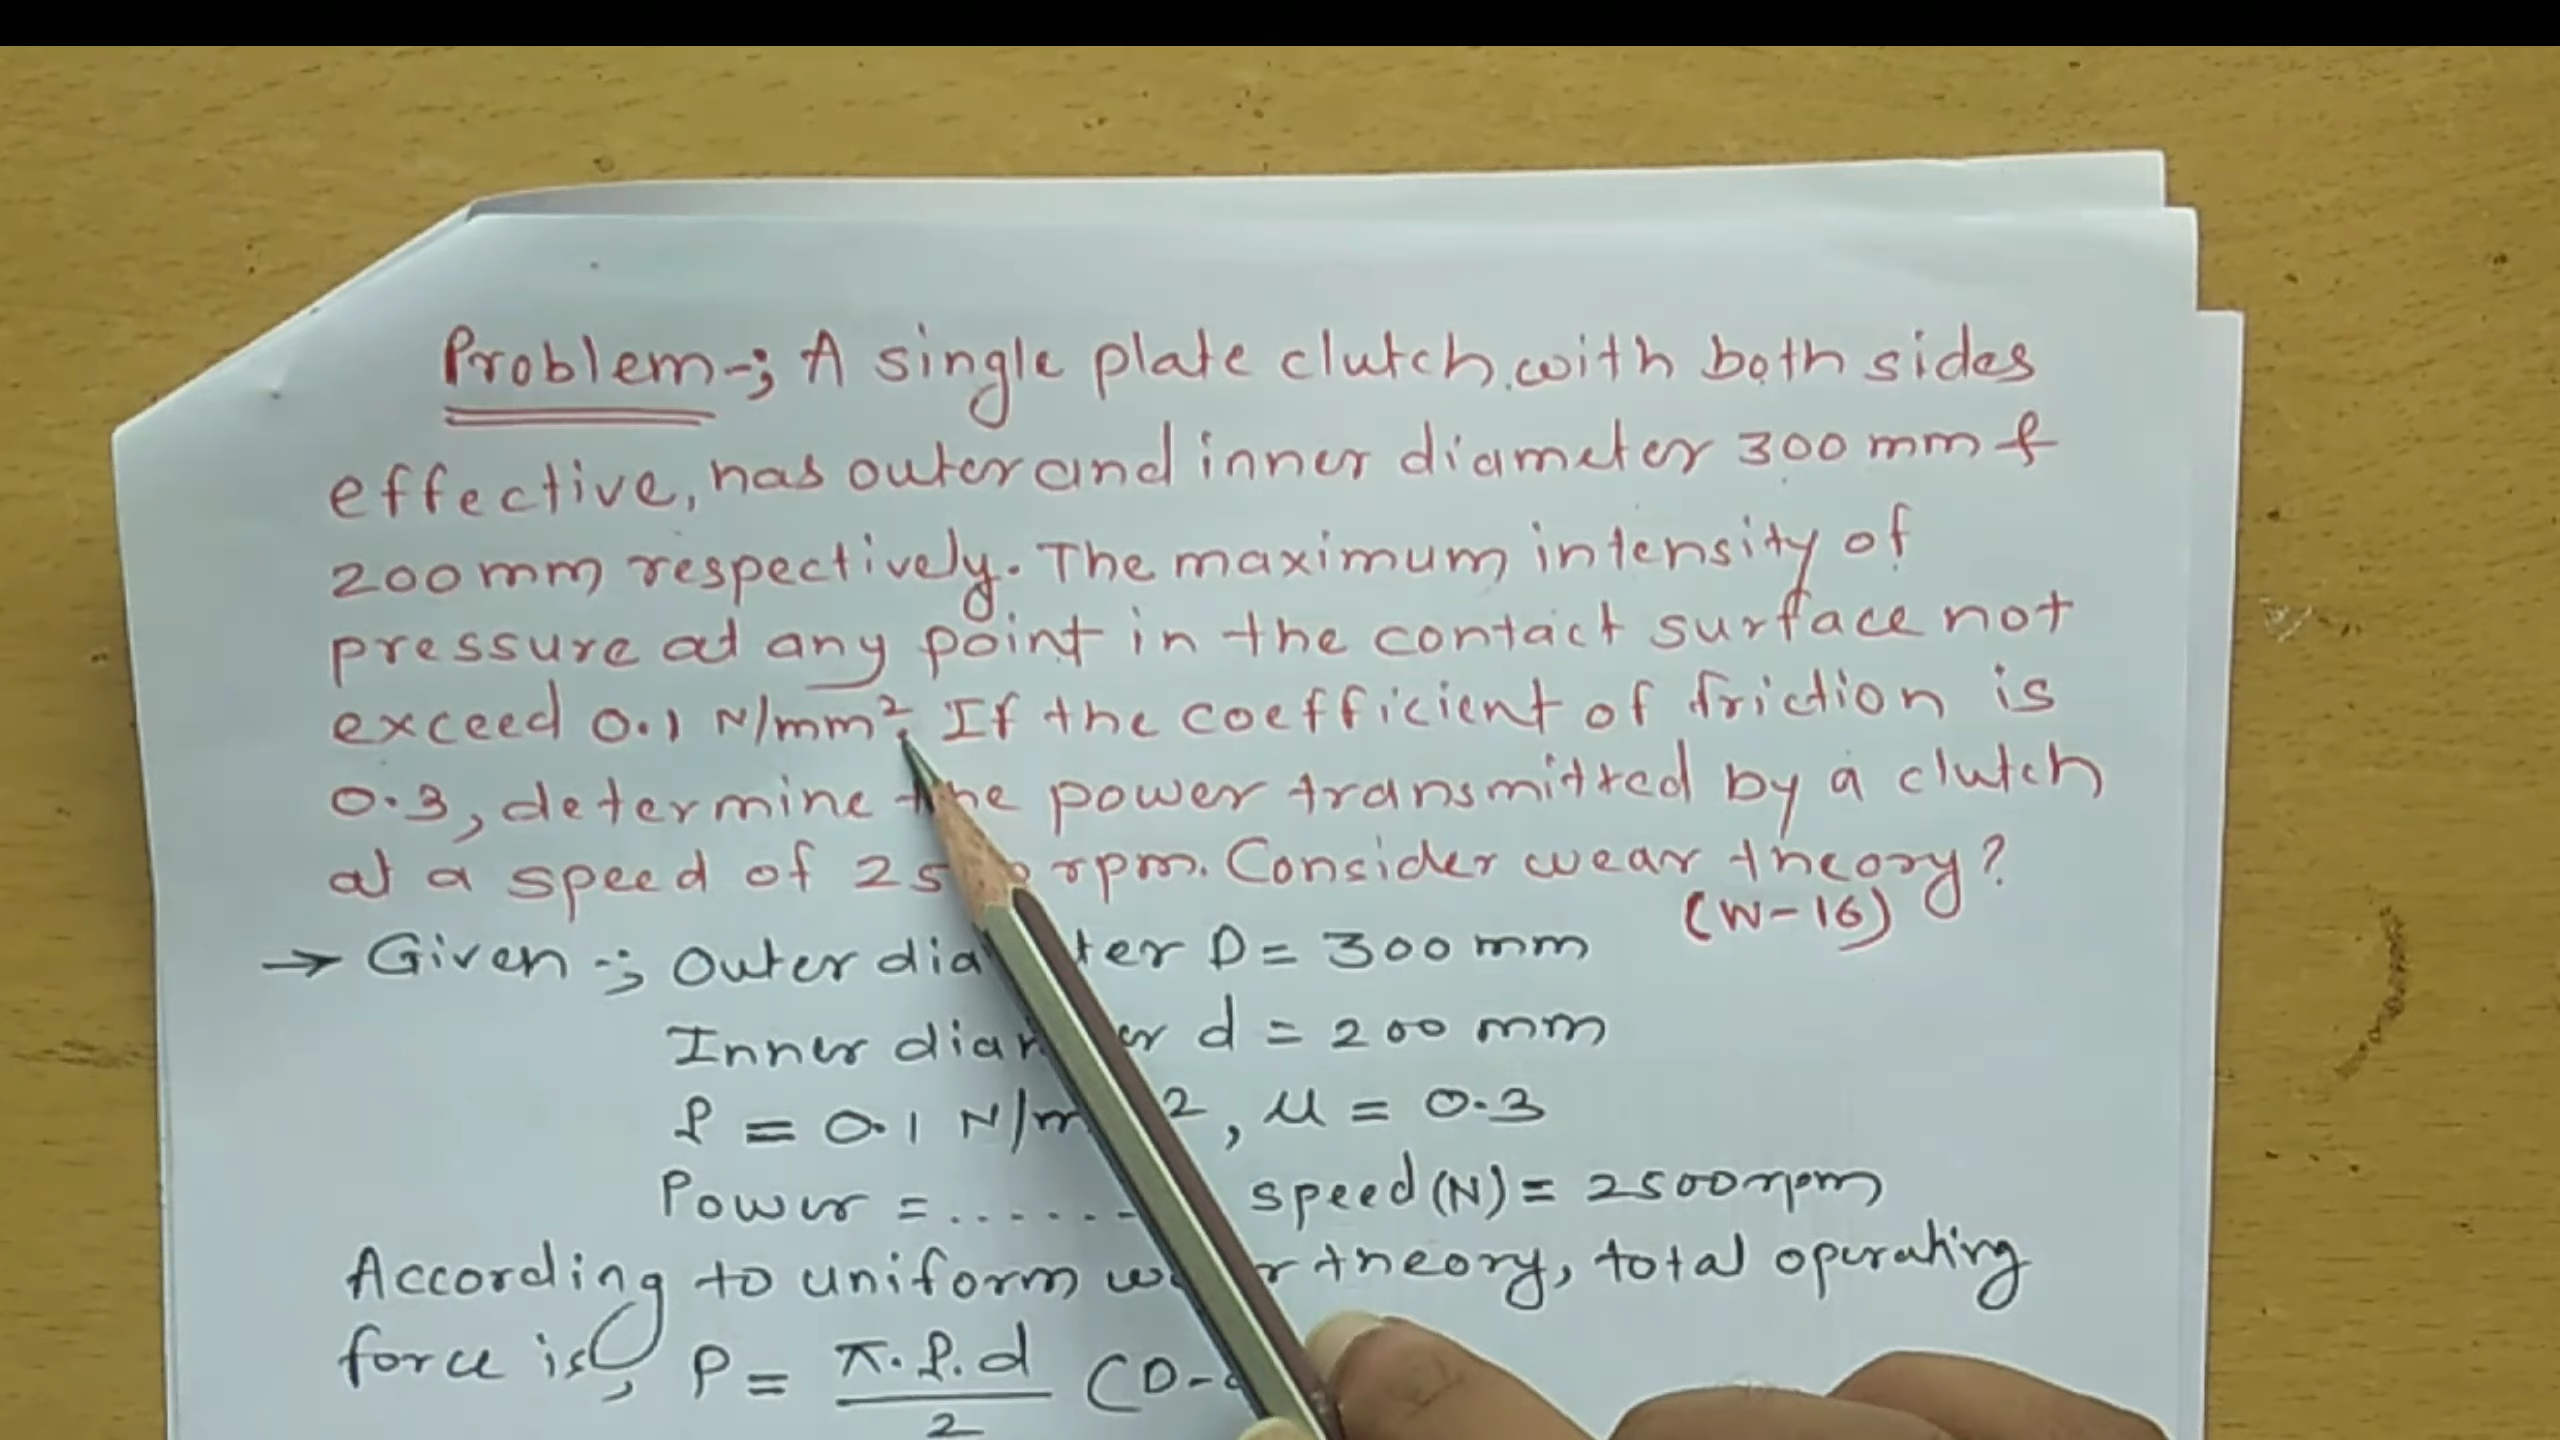 Problem-; A single plate clutch with both sides
effective, has outer and inner diameter 300 mm &
200 mm respectively. The maximum intensity of
pressure at any point in the contact surface not
exceed 0.1 N/mm². If the coefficient of friction is
0.3, determine the power transmitted by a clutch
at a speed of rpm. Consider wear theory?
(W-16)
→ Given -; Outer D = 300 mm
Inner d = 200 mm
P = 0.1 , μ = 0.3
Power = ...... speed (N) = 2500 rpm
According to uniform theory, total operating
force is, P = π.P.d / 2 (D-